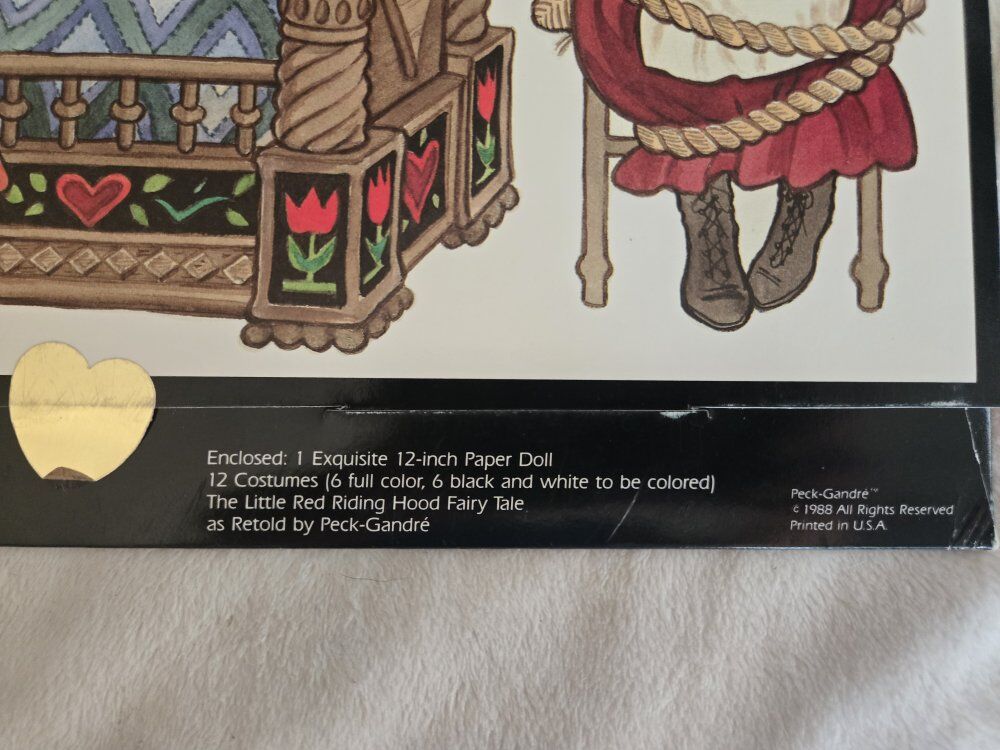 Enclosed: 1 Exquisite 12-inch Paper Doll
12 Costumes (6 full color, 6 black and white to be colored)
The Little Red Riding Hood Fairy Tale
as Retold by Peck-Gandré
Peck-Gandré™
© 1988 All Rights Reserved
Printed in U.S.A.